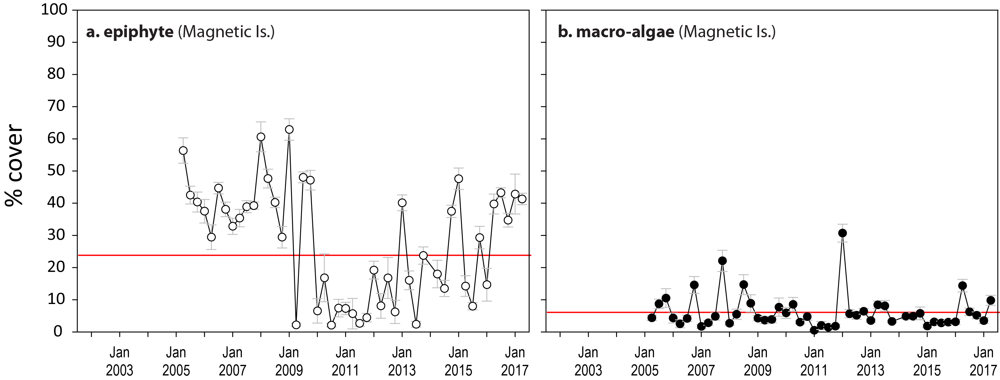 % cover
100
90
80
70
60
50
40
30
20
10
0
a. epiphyte (Magnetic Is.)
Jan 2003
Jan 2005
Jan 2007
Jan 2009
Jan 2011
Jan 2013
Jan 2015
Jan 2017
b. macro-algae (Magnetic Is.)
Jan 2003
Jan 2005
Jan 2007
Jan 2009
Jan 2011
Jan 2013
Jan 2015
Jan 2017